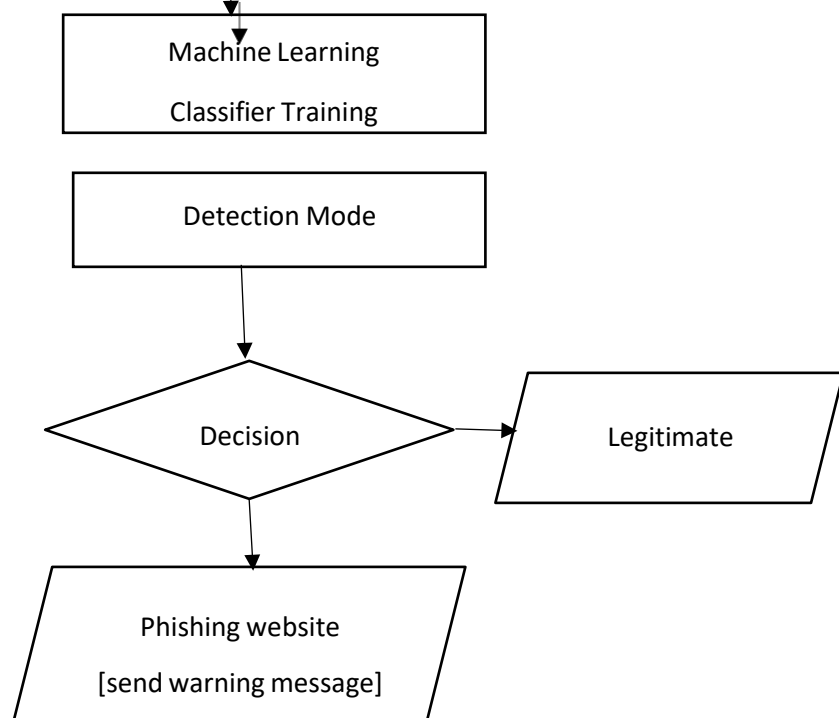 Machine Learning
Classifier Training
Detection Mode
Decision
Legitimate
Phishing website
[send warning message]